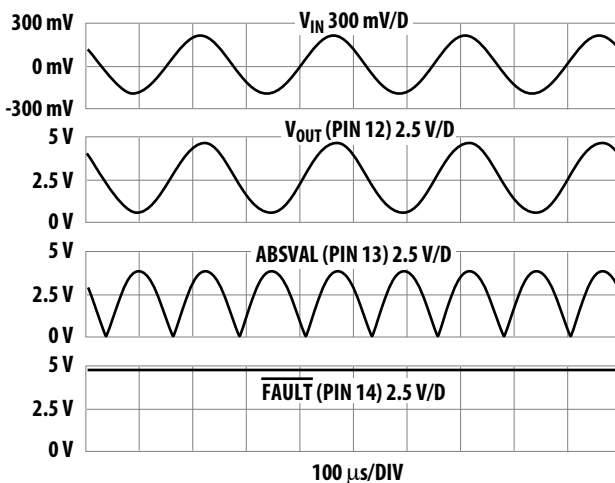 V_IN 300 mV/D
300 mV
0 mV
-300 mV
V_OUT (PIN 12) 2.5 V/D
5 V
2.5 V
0 V
ABSVAL (PIN 13) 2.5 V/D
5 V
2.5 V
0 V
5 V
FAULT (PIN 14) 2.5 V/D
2.5 V
0 V
100 μs/DIV